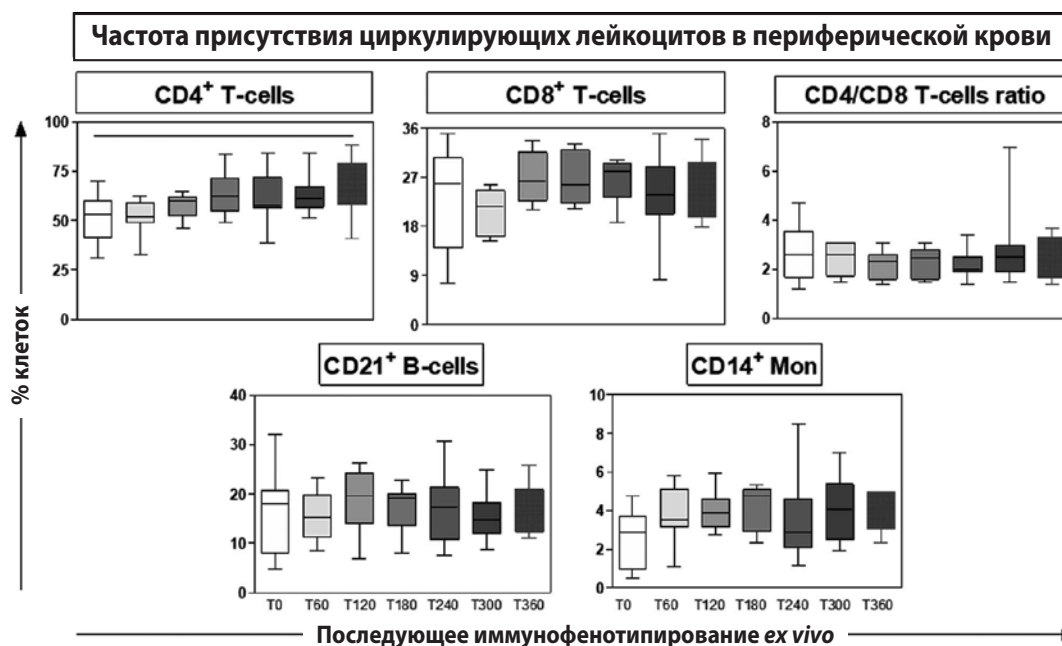 Частота присутствия циркулирующих лейкоцитов в периферической крови
CD4⁺ T-cells
CD8⁺ T-cells
CD4/CD8 T-cells ratio
% клеток
100
75
50
25
0
36
27
18
9
0
8
6
4
2
0
CD21⁺ B-cells
CD14⁺ Mon
40
30
20
10
0
10
8
6
4
2
0
T0 T60 T120 T180 T240 T300 T360
T0 T60 T120 T180 T240 T300 T360
Последующее иммунофенотипирование ex vivo